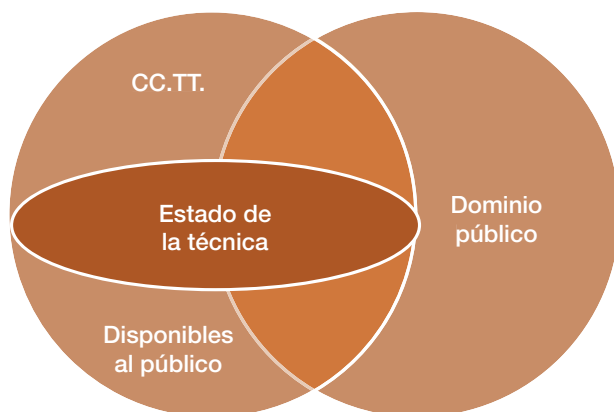 CC.TT.
Estado de
la técnica
Dominio
público
Disponibles
al público